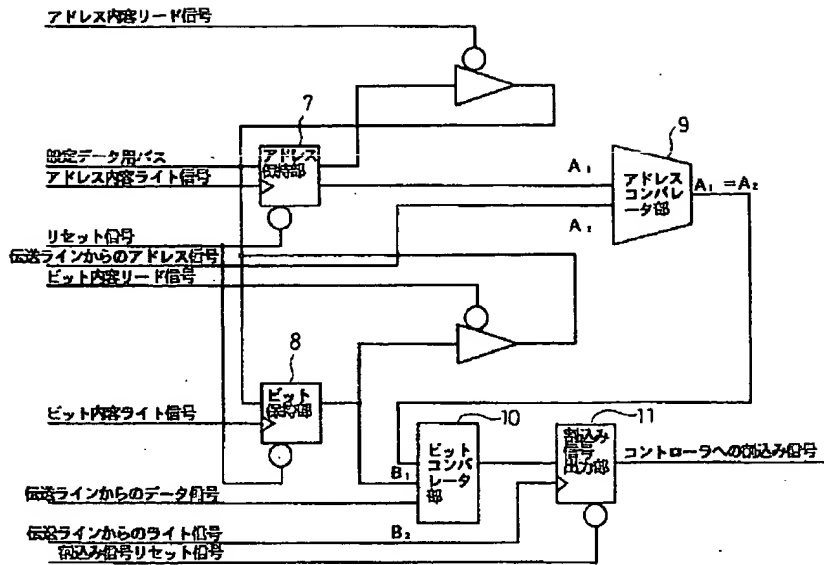 アドレス内容リード信号
7
設定データ用バス
アドレス内容ライト信号
アドレス
保持部
A₁
9
アドレス
コンパレ
ータ部
A₁=A₂
A₂
リセット信号
伝送ラインからのアドレス信号
ビット内容リード信号
8
ビット
保持部
ビット内容ライト信号
10
ビット
コンパ
レータ
部
11
割込み
信号
出力部
コントローラへの割込み信号
B₁
伝送ラインからのデータ信号
伝送ラインからのライト信号
B₂
割込み信号リセット信号